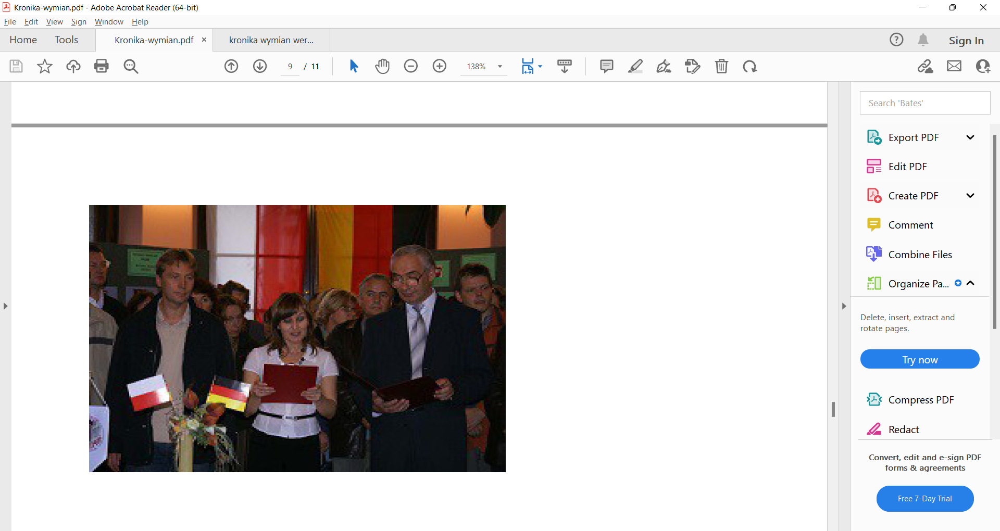 Kronika-wymian.pdf - Adobe Acrobat Reader (64-bit)
File Edit View Sign Window Help
Home Tools Kronika-wymian.pdf × kronika wymian wer... Sign In
9 / 11 138%
Search 'Bates'
Export PDF
Edit PDF
Create PDF
Comment
Combine Files
Organize Pa...
Delete, insert, extract and
rotate pages.
Try now
Compress PDF
Redact
Convert, edit and e-sign PDF
forms & agreements
Free 7-Day Trial